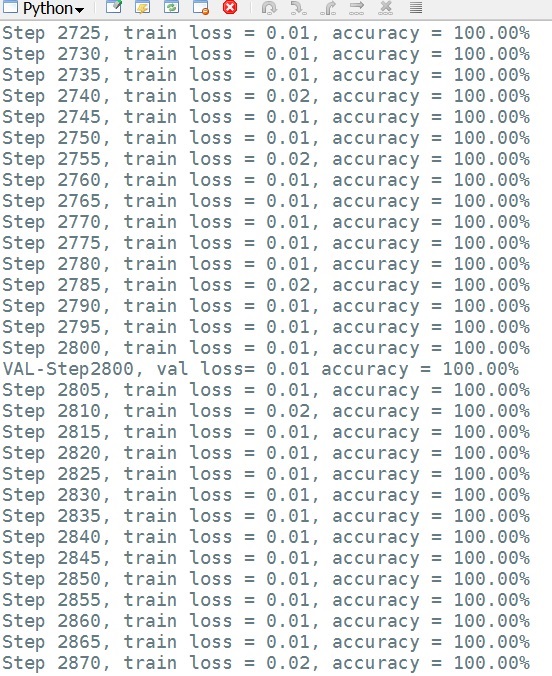 Python
Step 2725, train loss = 0.01, accuracy = 100.00%
Step 2730, train loss = 0.01, accuracy = 100.00%
Step 2735, train loss = 0.01, accuracy = 100.00%
Step 2740, train loss = 0.02, accuracy = 100.00%
Step 2745, train loss = 0.01, accuracy = 100.00%
Step 2750, train loss = 0.01, accuracy = 100.00%
Step 2755, train loss = 0.02, accuracy = 100.00%
Step 2760, train loss = 0.01, accuracy = 100.00%
Step 2765, train loss = 0.01, accuracy = 100.00%
Step 2770, train loss = 0.01, accuracy = 100.00%
Step 2775, train loss = 0.01, accuracy = 100.00%
Step 2780, train loss = 0.01, accuracy = 100.00%
Step 2785, train loss = 0.02, accuracy = 100.00%
Step 2790, train loss = 0.01, accuracy = 100.00%
Step 2795, train loss = 0.01, accuracy = 100.00%
Step 2800, train loss = 0.01, accuracy = 100.00%
VAL-Step2800, val loss= 0.01 accuracy = 100.00%
Step 2805, train loss = 0.01, accuracy = 100.00%
Step 2810, train loss = 0.02, accuracy = 100.00%
Step 2815, train loss = 0.01, accuracy = 100.00%
Step 2820, train loss = 0.01, accuracy = 100.00%
Step 2825, train loss = 0.01, accuracy = 100.00%
Step 2830, train loss = 0.01, accuracy = 100.00%
Step 2835, train loss = 0.01, accuracy = 100.00%
Step 2840, train loss = 0.01, accuracy = 100.00%
Step 2845, train loss = 0.01, accuracy = 100.00%
Step 2850, train loss = 0.01, accuracy = 100.00%
Step 2855, train loss = 0.01, accuracy = 100.00%
Step 2860, train loss = 0.01, accuracy = 100.00%
Step 2865, train loss = 0.01, accuracy = 100.00%
Step 2870, train loss = 0.02, accuracy = 100.00%